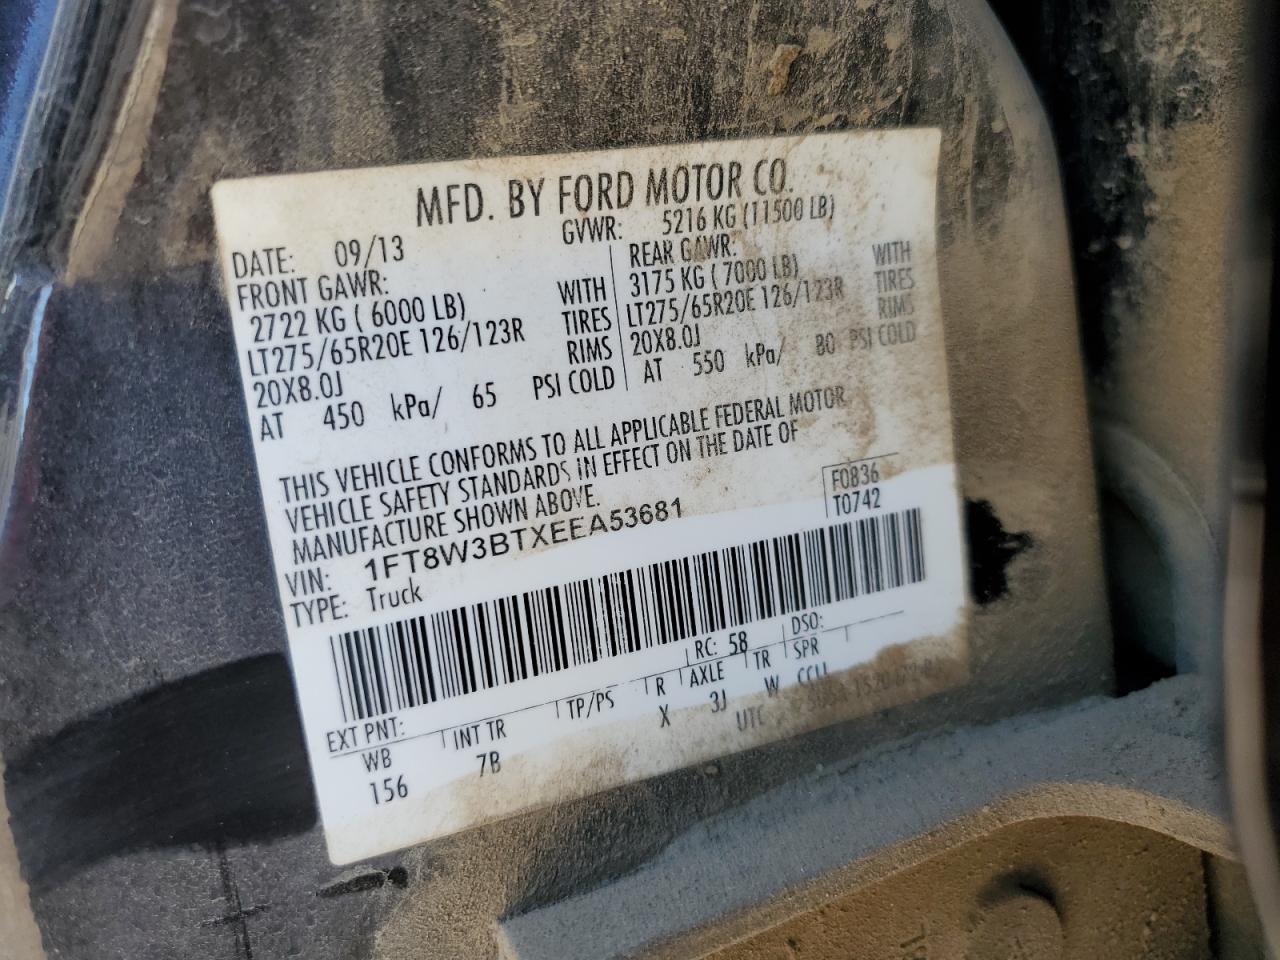 MFD. BY FORD MOTOR CO.
DATE: 09/13 GVWR: 5216 KG (11500 LB)
FRONT GAWR: REAR GAWR:
2722 KG ( 6000 LB) WITH 3175 KG ( 7000 LB) WITH
LT275/65R20E 126/123R TIRES LT275/65R20E 126/123R TIRES
20X8.0J RIMS 20X8.0J RIMS
AT 450 kPa/ 65 PSI COLD AT 550 kPa/ 80 PSI COLD
THIS VEHICLE CONFORMS TO ALL APPLICABLE FEDERAL MOTOR
VEHICLE SAFETY STANDARDS IN EFFECT ON THE DATE OF
MANUFACTURE SHOWN ABOVE.
F0836
VIN: 1FT8W3BTXEEA53681 T0742
TYPE: Truck
EXT PNT: RC: 58 DSO:
WB INT TR TP/PS R AXLE TR SPR
156 7B X 3J W
UTC